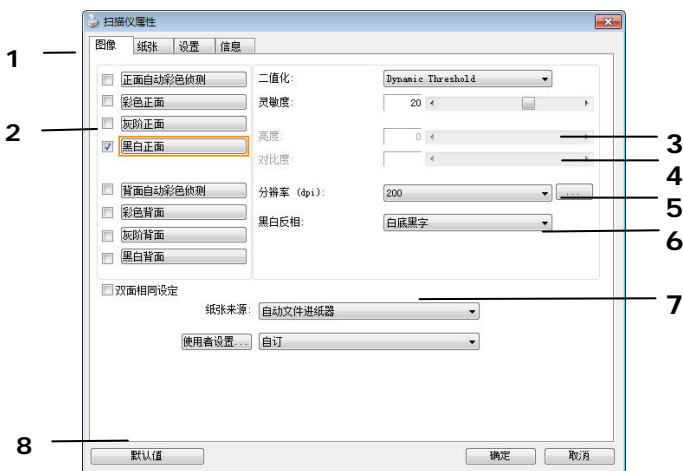 扫描仪属性
图像 纸张 设置 信息
1
正面自动彩色侦测
彩色正面
灰阶正面
黑白正面
2
背面自动彩色侦测
彩色背面
灰阶背面
黑白背面
二值化: Dynamic Threshold
灵敏度: 20
亮度: 0
3
对比度:
4
分辨率 (dpi): 200 ...
5
黑白反相: 白底黑字
6
双面相同设定
7
纸张来源: 自动文件进纸器
使用者设置... 自订
8
默认值 确定 取消